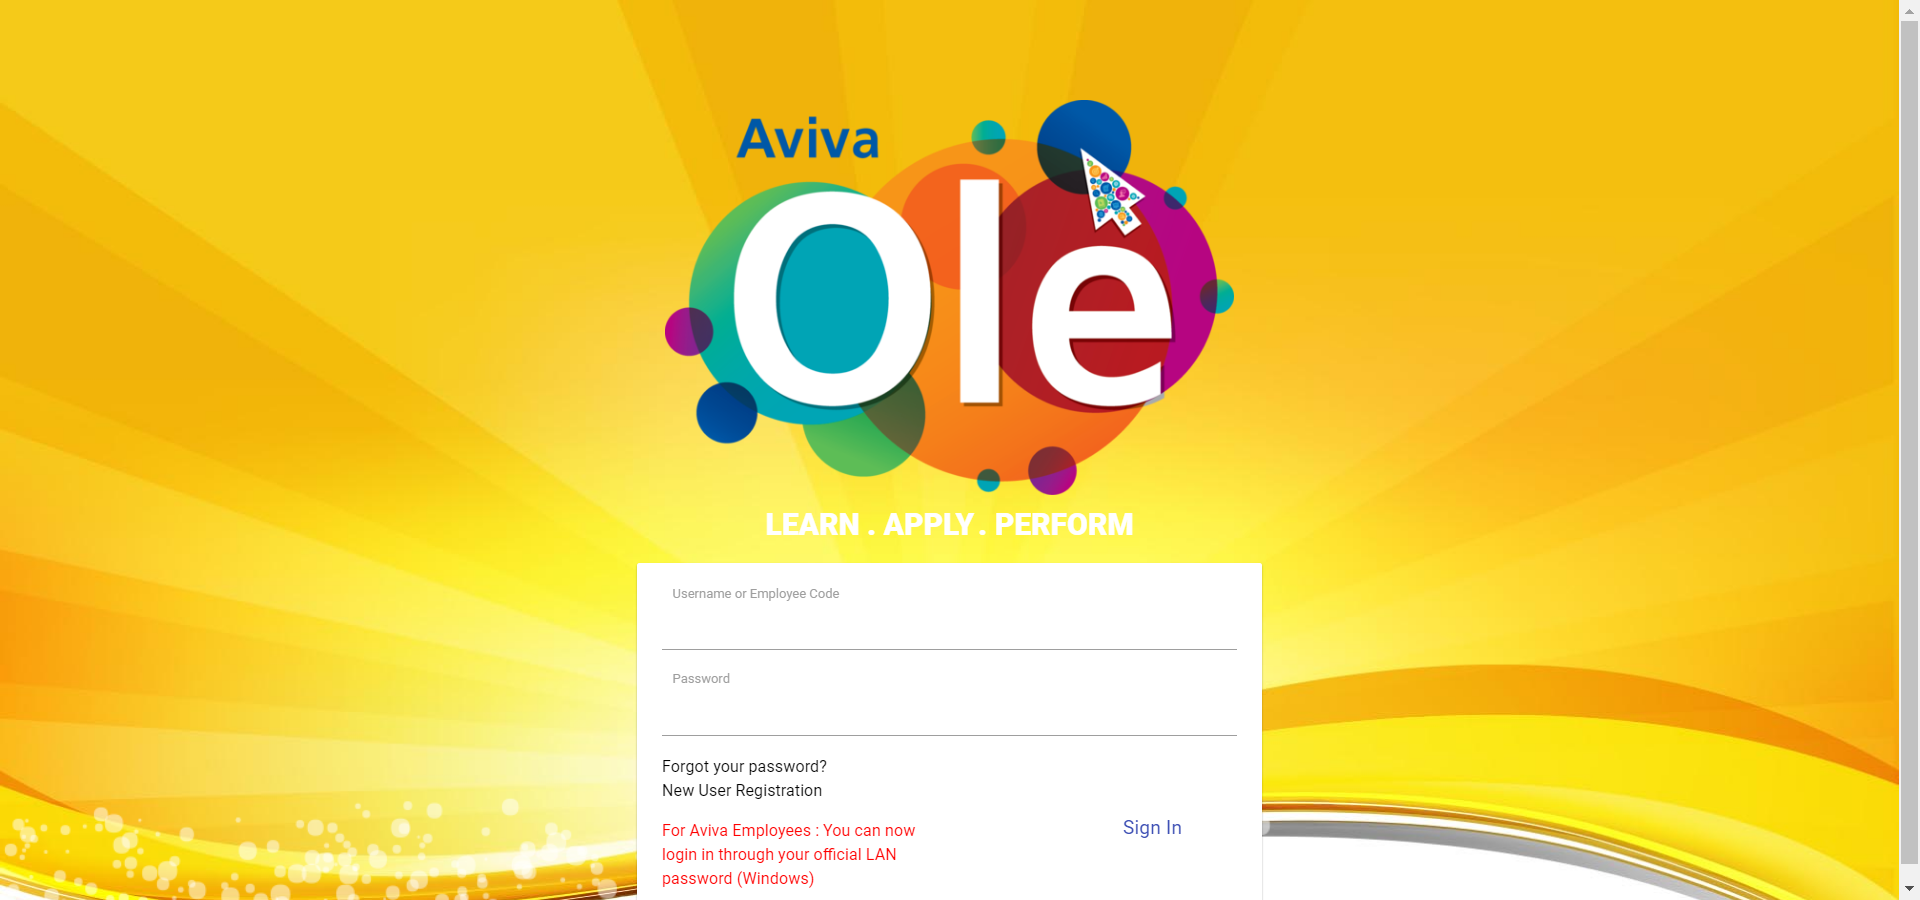 Aviva
Ole
LEARN . APPLY . PERFORM
Username or Employee Code
Password
Forgot your password?
New User Registration
For Aviva Employees : You can now
login in through your official LAN
password (Windows)
Sign In